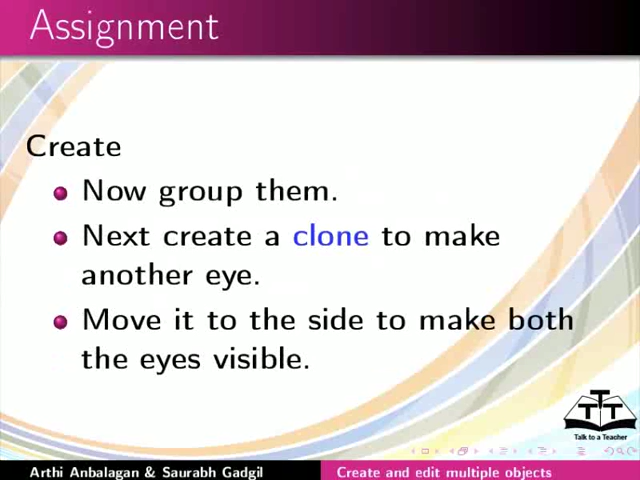 Assignment
Create
Now group them.
Next create a clone to make
another eye.
Move it to the side to make both
the eyes visible.
TTT
Talk to a Teacher
Arthi Anbalagan & Saurabh Gadgil
Create and edit multiple objects